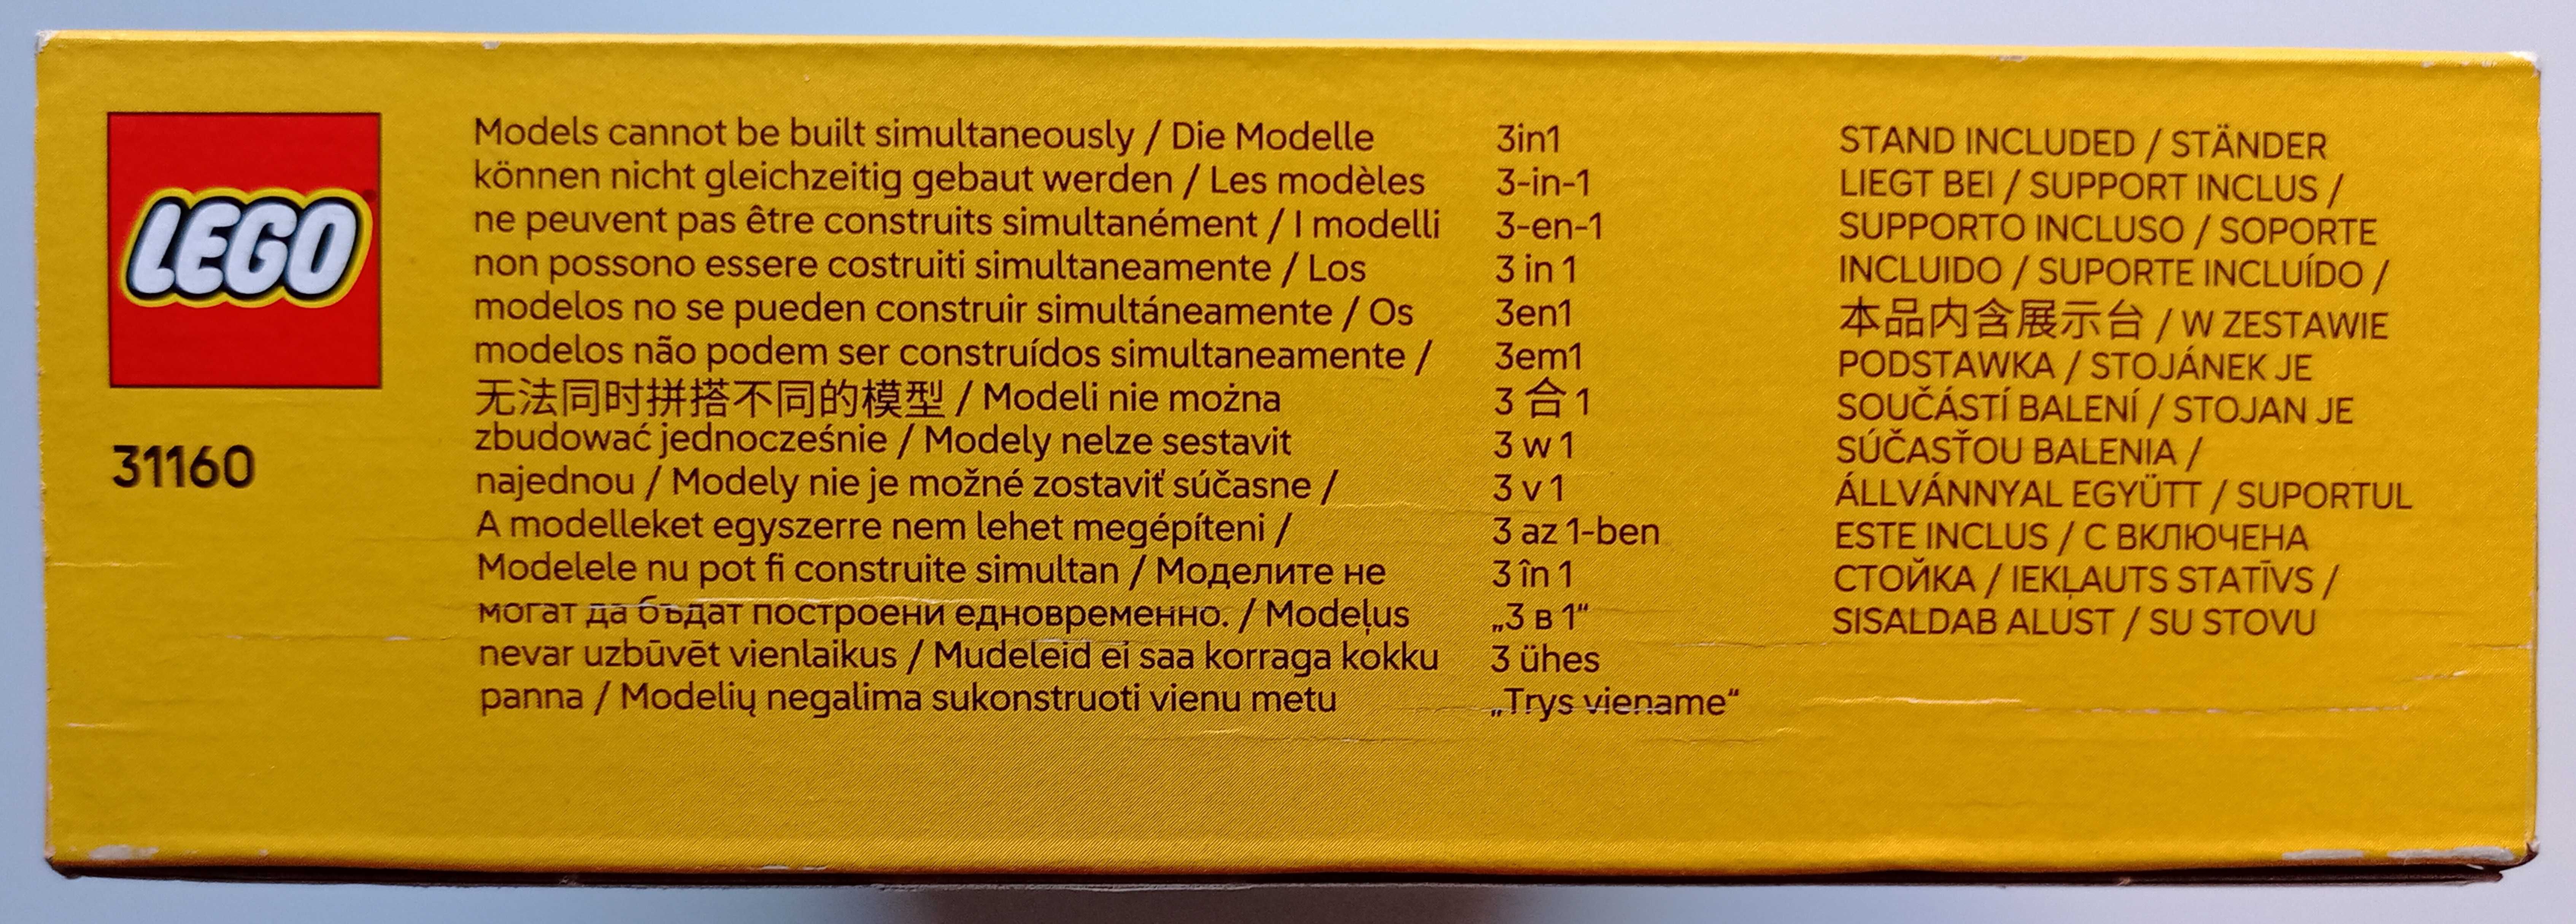 LEGO
31160
Models cannot be built simultaneously / Die Modelle
können nicht gleichzeitig gebaut werden / Les modèles
ne peuvent pas être construits simultanément / I modelli
non possono essere costruiti simultaneamente / Los
modelos no se pueden construir simultáneamente / Os
modelos não podem ser construídos simultaneamente /
无法同时拼搭不同的模型 / Modeli nie można
zbudować jednocześnie / Modely nelze sestavit
najednou / Modely nie je možné zostaviť súčasne /
A modelleket egyszerre nem lehet megépíteni /
Modelele nu pot fi construite simultan / Моделите не
могат да бъдат построени едновременно. / Modeļus
nevar uzbūvēt vienlaikus / Mudeleid ei saa korraga kokku
panna / Modelių negalima sukonstruoti vienu metu
3in1
3-in-1
3-en-1
3 in 1
3en1
3em1
3 合 1
3 w 1
3 v 1
3 az 1-ben
3 în 1
„3 в 1“
3 ühes
„Trys viename“
STAND INCLUDED / STÄNDER
LIEGT BEI / SUPPORT INCLUS /
SUPPORTO INCLUSO / SOPORTE
INCLUIDO / SUPORTE INCLUÍDO /
本品内含展示台 / W ZESTAWIE
PODSTAWKA / STOJÁNEK JE
SOUČÁSTÍ BALENÍ / STOJAN JE
SÚČASŤOU BALENIA /
ÁLLVÁNNYAL EGYÜTT / SUPORTUL
ESTE INCLUS / С ВКЛЮЧЕНА
СТОЙКА / IEKĻAUTS STATĪVS /
SISALDAB ALUST / SU STOVU